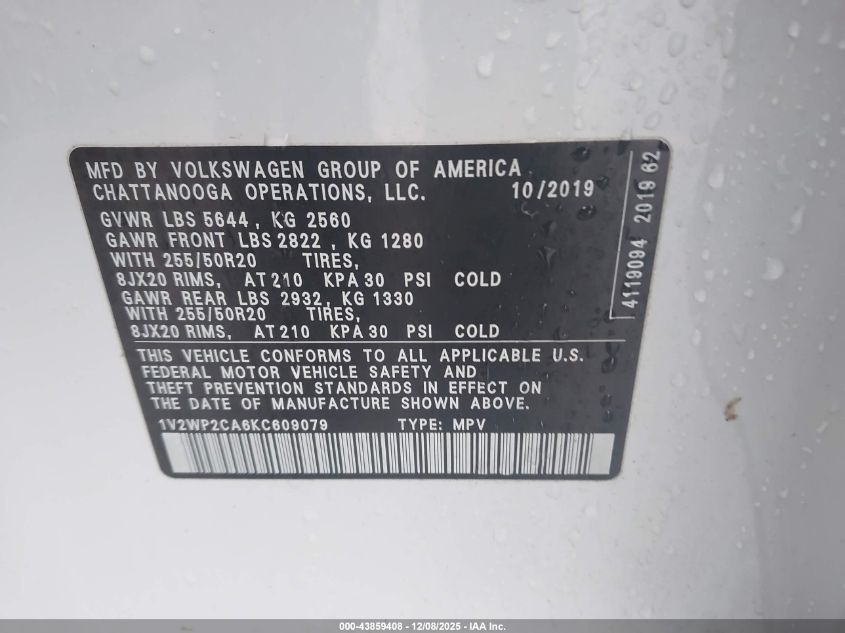 MFD BY VOLKSWAGEN GROUP OF AMERICA
CHATTANOOGA OPERATIONS, LLC. 10/2019
GVWR LBS 5644, KG 2560
GAWR FRONT LBS 2822, KG 1280
WITH 255/50R20 TIRES,
8JX20 RIMS, AT 210 KPA 30 PSI COLD
GAWR REAR LBS 2932, KG 1330
WITH 255/50R20 TIRES,
8JX20 RIMS, AT 210 KPA 30 PSI COLD
THIS VEHICLE CONFORMS TO ALL APPLICABLE U.S.
FEDERAL MOTOR VEHICLE SAFETY AND
THEFT PREVENTION STANDARDS IN EFFECT ON
THE DATE OF MANUFACTURE SHOWN ABOVE.
1V2WP2CA6KC609079 TYPE: MPV
4119094 2019 62
000-43859408 - 12/08/2025 - IAA Inc.